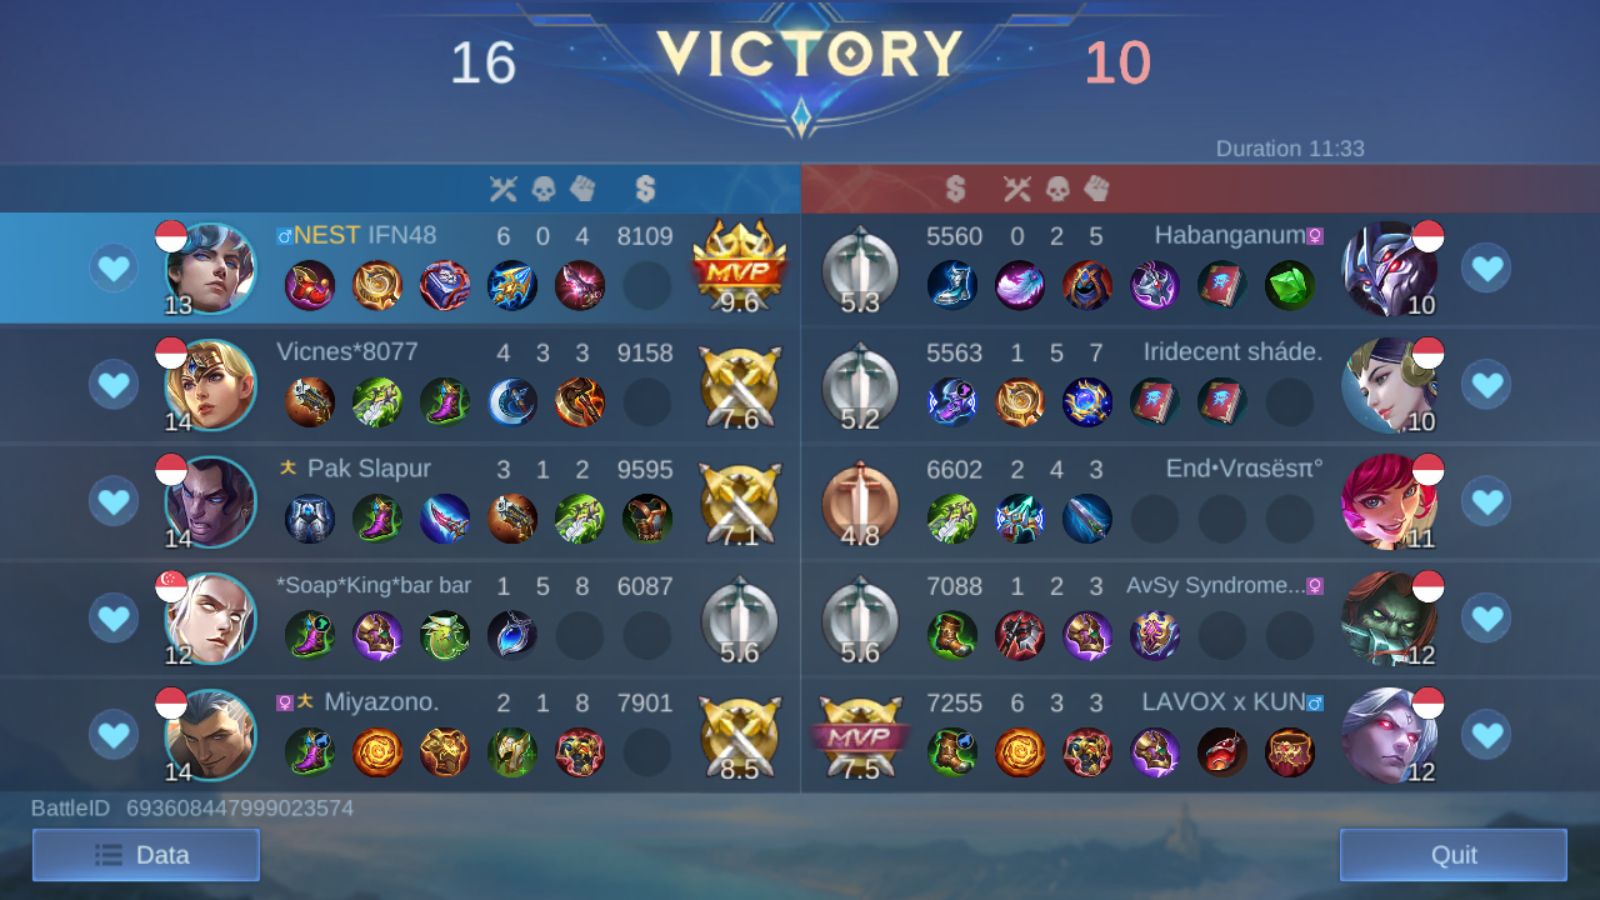 16 VICTORY 10
Duration 11:33
NEST IFN48 6 0 4 8109 MVP 9.6 13
5.3 5560 0 2 5 Habanganum 10
Vicnes*8077 4 3 3 9158 7.6 14
5.2 5563 1 5 7 Iridecent sháde. 10
大 Pak Slapur 3 1 2 9595 7.1 14
4.8 6602 2 4 3 End•Vrαsësπ° 11
*Soap*King*bar bar 1 5 8 6087 5.6 12
5.6 7088 1 2 3 AvSy Syndrome... 12
大 Miyazono. 2 1 8 7901 8.5 14
MVP 7.5 7255 6 3 3 LAVOX x KUN 12
BattleID 693608447999023574
Data
Quit